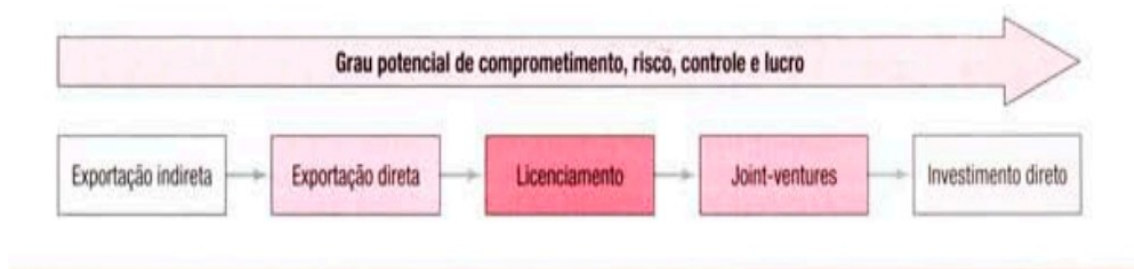 Grau potencial de comprometimento, risco, controle e lucro
Exportação indireta
Exportação direta
Licenciamento
Joint-ventures
Investimento direto